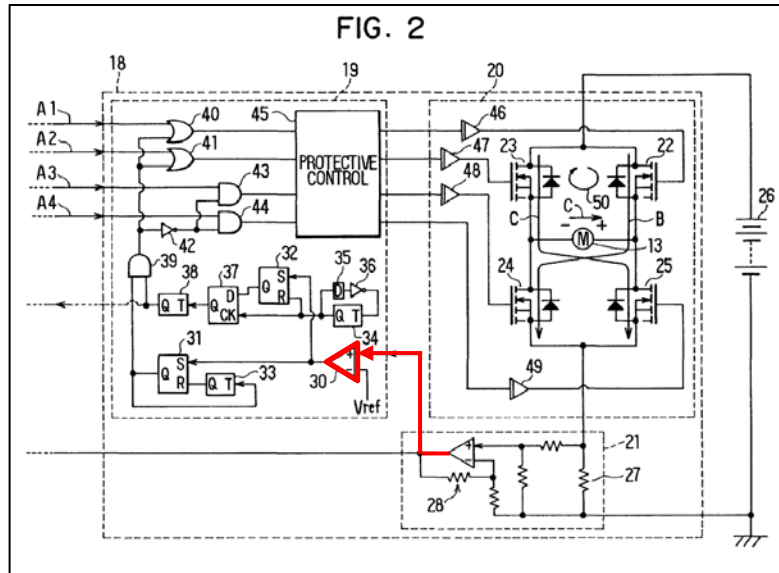 FIG. 2
18
19
20
A1
40
45
46
26
A2
41
47
23
22
A3
43
PROTECTIVE
CONTROL
48
50
A4
44
C
C
B
42
- +
M
13
39
32
35
36
24
25
38
37
S
D
Q T
Q D
CK
Q R
Q T
34
31
30
+
-
49
S
Q
R
33
Q T
Vref
21
+
-
27
28